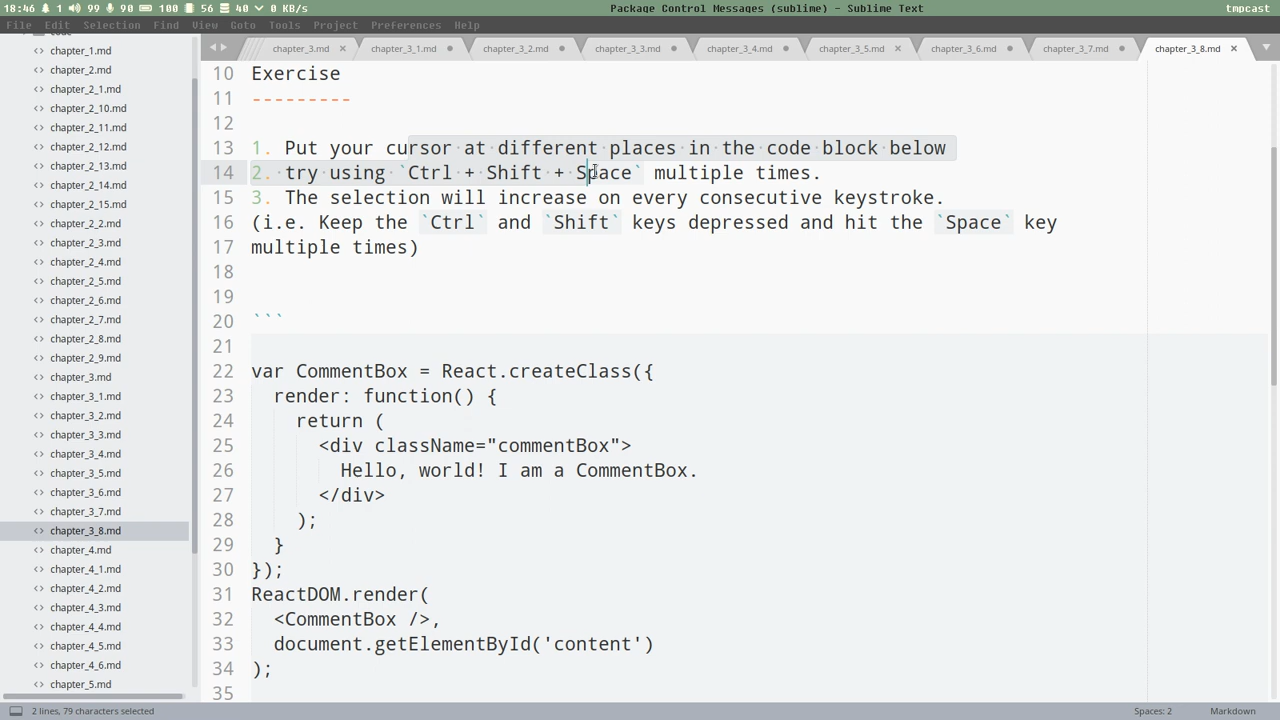 18:46 1 99 90 100 56 40 0 KB/s
Package Control Messages (sublime) - Sublime Text
tmpcast
File Edit Selection Find View Goto Tools Project Preferences Help
chapter_3.md chapter_3_1.md chapter_3_2.md chapter_3_3.md chapter_3_4.md chapter_3_5.md chapter_3_6.md chapter_3_7.md chapter_3_8.md
chapter_1.md
chapter_2.md
chapter_2_1.md
chapter_2_10.md
chapter_2_11.md
chapter_2_12.md
chapter_2_13.md
chapter_2_14.md
chapter_2_15.md
chapter_2_2.md
chapter_2_3.md
chapter_2_4.md
chapter_2_5.md
chapter_2_6.md
chapter_2_7.md
chapter_2_8.md
chapter_2_9.md
chapter_3.md
chapter_3_1.md
chapter_3_2.md
chapter_3_3.md
chapter_3_4.md
chapter_3_5.md
chapter_3_6.md
chapter_3_7.md
chapter_3_8.md
chapter_4.md
chapter_4_1.md
chapter_4_2.md
chapter_4_3.md
chapter_4_4.md
chapter_4_5.md
chapter_4_6.md
chapter_5.md
10 Exercise
11 ---------
12
13 1. Put your cursor at different places in the code block below
14 2. try using `Ctrl + Shift + Space` multiple times.
15 3. The selection will increase on every consecutive keystroke.
16 (i.e. Keep the `Ctrl` and `Shift` keys depressed and hit the `Space` key
17 multiple times)
18
19
20 ```
21
22 var CommentBox = React.createClass({
23 render: function() {
24 return (
25 <div className="commentBox">
26 Hello, world! I am a CommentBox.
27 </div>
28 );
29 }
30 });
31 ReactDOM.render(
32 <CommentBox />,
33 document.getElementById('content')
34 );
35
2 lines, 79 characters selected
Spaces: 2
Markdown